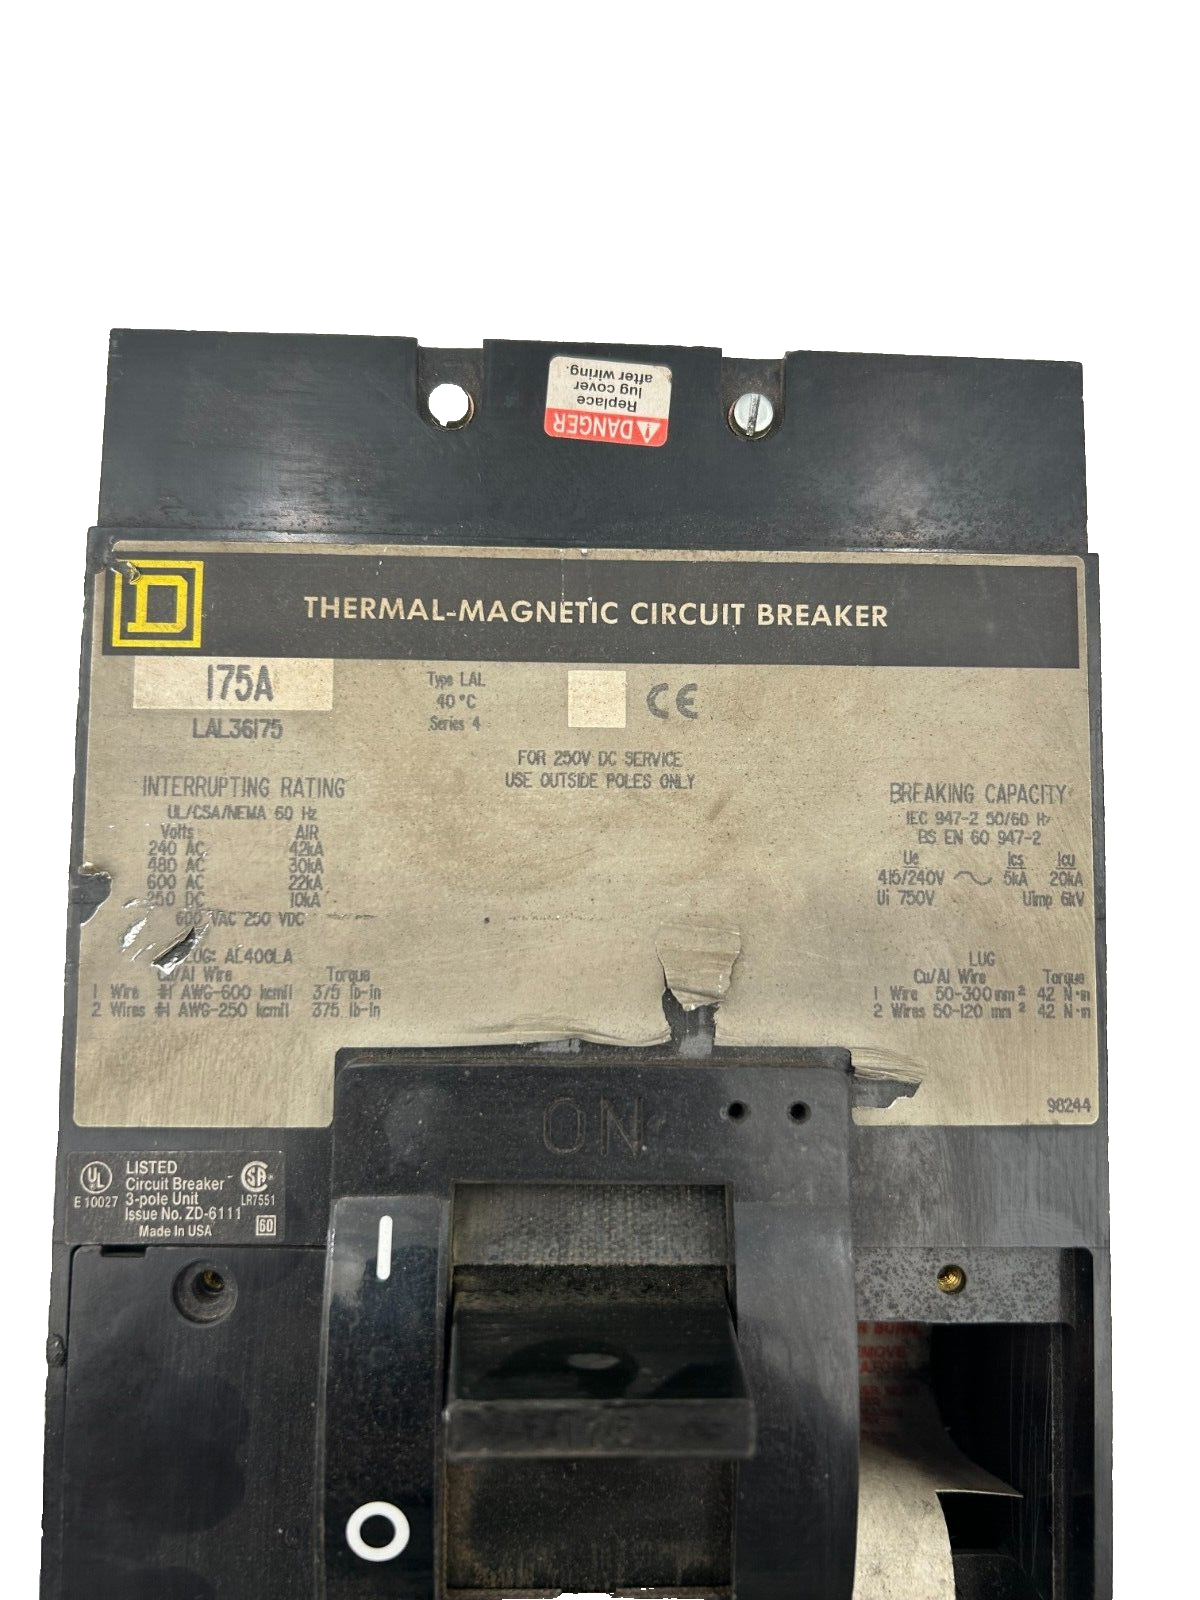 DANGER
Replace
lug cover
after wiring.
D
THERMAL-MAGNETIC CIRCUIT BREAKER
175A
LAL36175
Type LAL
40°C
Series 4
CE
FOR 250V DC SERVICE
USE OUTSIDE POLES ONLY
INTERRUPTING RATING
UL/CSA/NEMA 60 Hz
Volts AIR
240 AC 42kA
480 AC 30kA
600 AC 22kA
250 DC 10kA
600 VAC 250 VDC
LUG: AL400LA
Cu/Al Wire Torque
1 Wire #1 AWG-600 kcmil 375 lb-in
2 Wires #1 AWG-250 kcmil 375 lb-in
BREAKING CAPACITY
IEC 947-2 50/60 Hz
BS EN 60 947-2
Ue Ics Icu
415/240V 5kA 20kA
Ui 750V Uimp 6kV
LUG
Cu/Al Wire Torque
1 Wire 50-300mm² 42 N·m
2 Wires 50-120 mm² 42 N·m
98244
ON
UL
E 10027
LISTED
Circuit Breaker
3-pole Unit
Issue No. ZD-6111
Made in USA
SA
LR7551
60
I
O